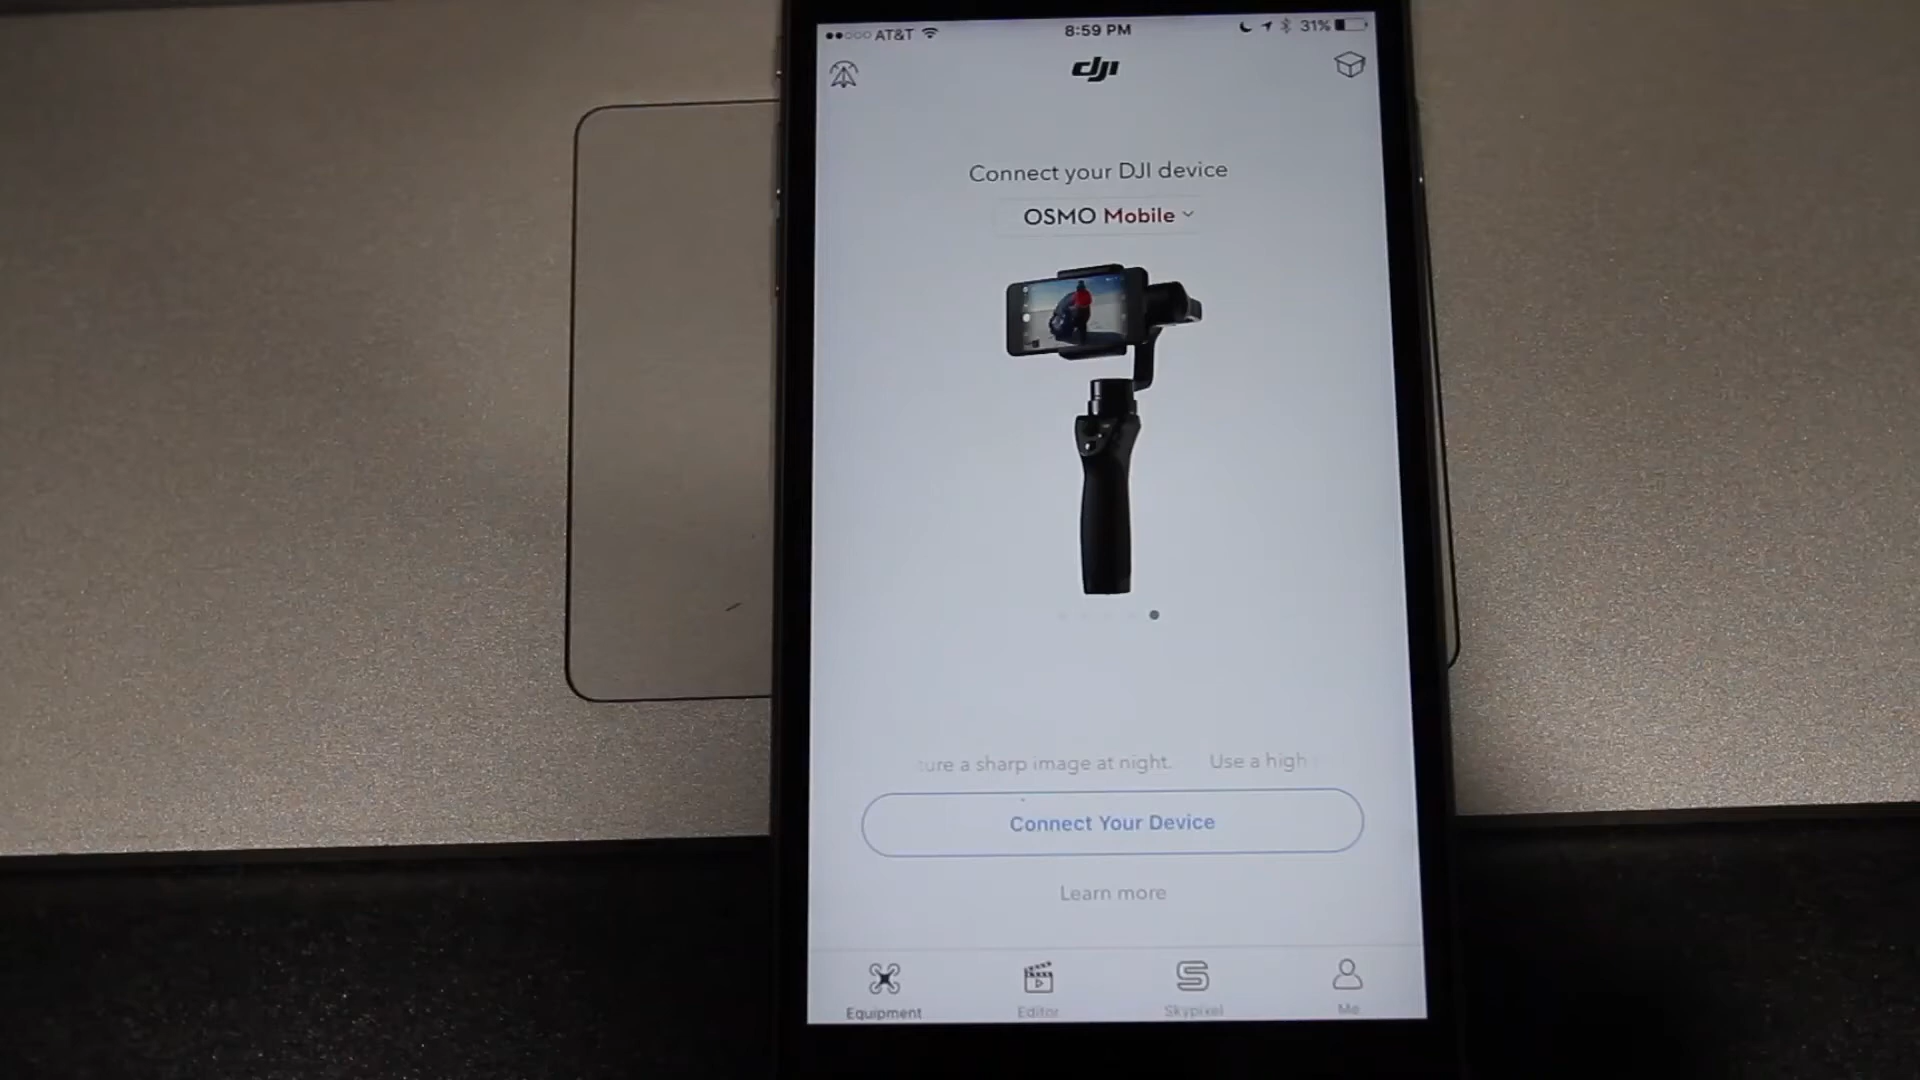 AT&T 8:59 PM 31%
dji
Connect your DJI device
OSMO Mobile
ture a sharp image at night. Use a high
Connect Your Device
Learn more
Equipment Editor Skypixel Me